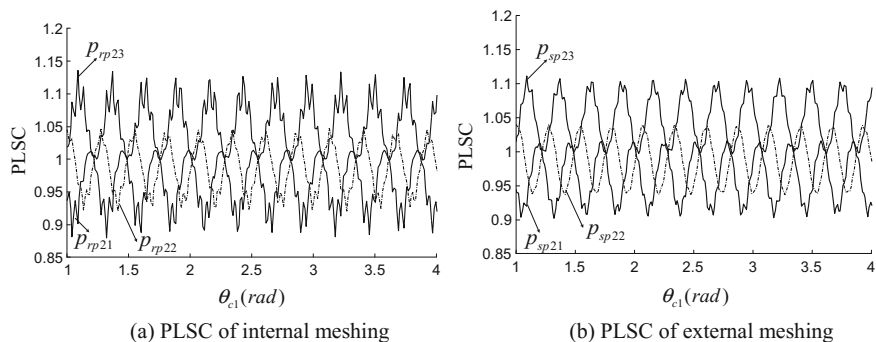 1.2
1.15
1.1
1.05
1
0.95
0.9
0.85
PLSC
p_rp23
p_rp21
p_rp22
1 1.5 2 2.5 3 3.5 4
θ_c1(rad)
(a) PLSC of internal meshing
1.2
1.15
1.1
1.05
1
0.95
0.9
0.85
PLSC
p_sp23
p_sp21
p_sp22
1 1.5 2 2.5 3 3.5 4
θ_c1(rad)
(b) PLSC of external meshing